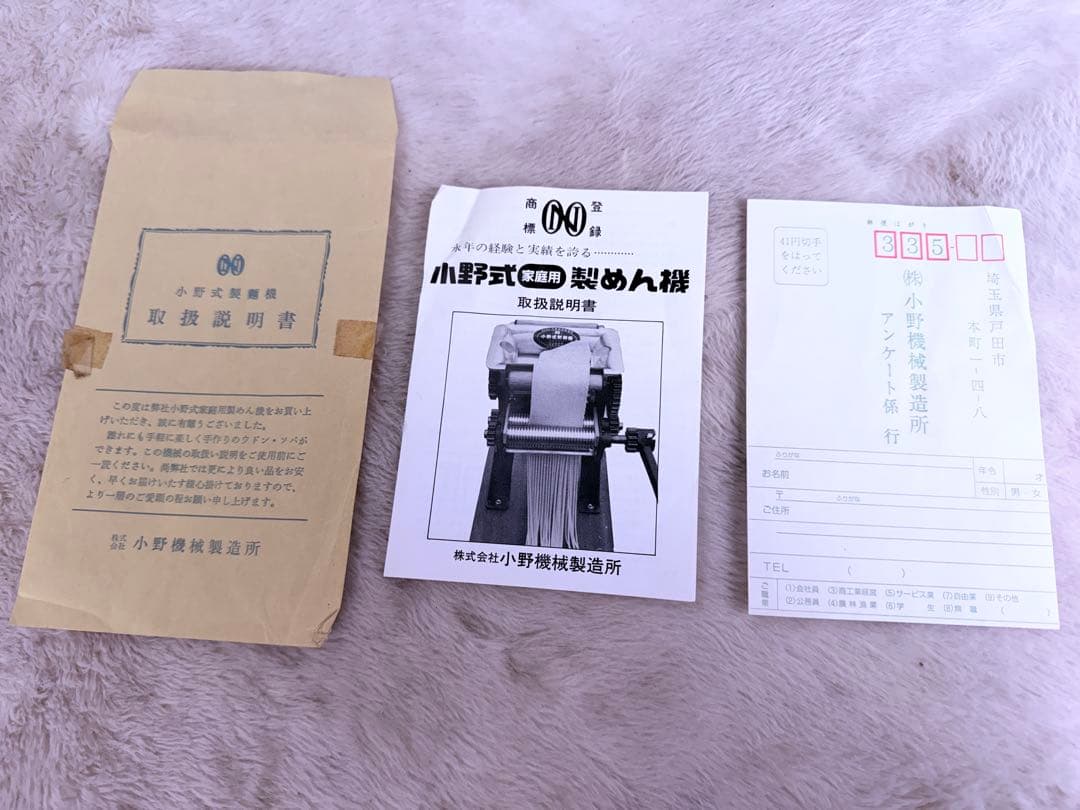 小野式製麺機
取扱説明書
この度は弊社小野式家庭用製めん機をお買い上
げいただき、誠に有難うございました。
誰れにも手軽に楽しく手作りのウドン・ソバが
できます。この機械の取扱い説明をご使用前にご
一読ください。尚弊社では更により良い品をお安
く、早くお届けいたす様心掛けておりますので、
より一層のご愛顧の程お願い申し上げます。
株式会社 小野機械製造所
登録商標
永年の経験と実績を誇る…………
小野式家庭用製めん機
取扱説明書
小野式製麺機
株式会社小野機械製造所
郵便はがき
41円切手
をはって
ください
335-
埼玉県戸田市
本町一-四-八
㈱小野機械製造所
アンケート係 行
ふりがな
お名前
年令 才
性別 男・女
〒 ふりがな
ご住所
TEL ( )
ご職業
(1)会社員 (3)商工業経営 (5)サービス業 (7)自由業 (9)その他
(2)公務員 (4)農林漁業 (6)学 生 (8)無 職 ( )